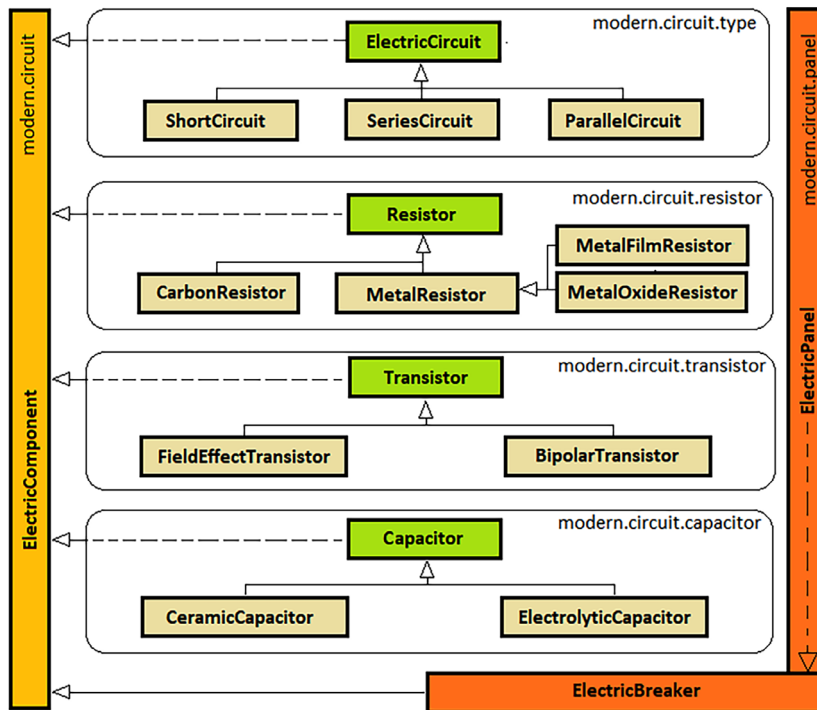 modern.circuit
ElectricComponent
modern.circuit.type
ElectricCircuit
ShortCircuit
SeriesCircuit
ParallelCircuit
modern.circuit.resistor
Resistor
MetalFilmResistor
CarbonResistor
MetalResistor
MetalOxideResistor
modern.circuit.transistor
Transistor
FieldEffectTransistor
BipolarTransistor
modern.circuit.capacitor
Capacitor
CeramicCapacitor
ElectrolyticCapacitor
modern.circuit.panel
ElectricPanel
ElectricBreaker